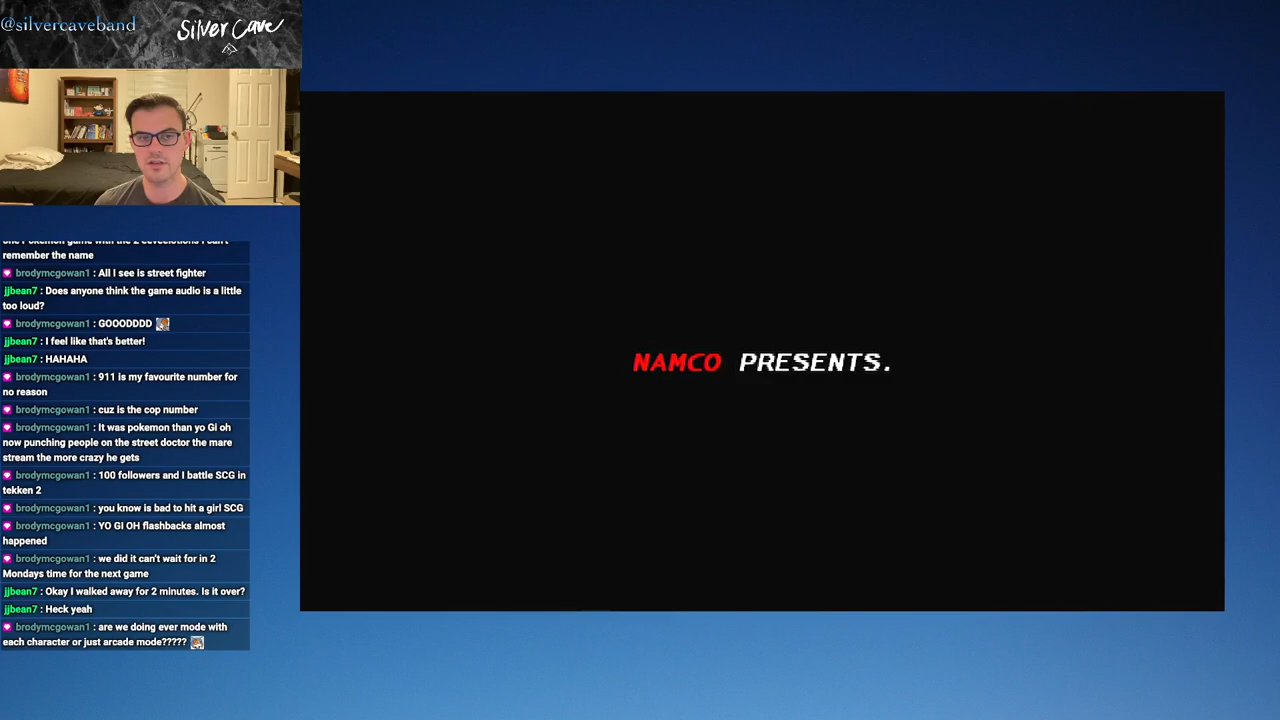 @silvercaveband
Silver Cave
remember the name
brodymcgowan1 : All I see is street fighter
jjbean7 : Does anyone think the game audio is a little
too loud?
brodymcgowan1 : GOOODDDD
jjbean7 : I feel like that's better!
jjbean7 : HAHAHA
brodymcgowan1 : 911 is my favourite number for
no reason
brodymcgowan1 : cuz is the cop number
brodymcgowan1 : It was pokemon than yo Gi oh
now punching people on the street doctor the mare
stream the more crazy he gets
brodymcgowan1 : 100 followers and I battle SCG in
tekken 2
brodymcgowan1 : you know is bad to hit a girl SCG
brodymcgowan1 : YO GI OH flashbacks almost
happened
brodymcgowan1 : we did it can't wait for in 2
Mondays time for the next game
jjbean7 : Okay I walked away for 2 minutes. Is it over?
jjbean7 : Heck yeah
brodymcgowan1 : are we doing ever mode with
each character or just arcade mode?????
NAMCO PRESENTS.